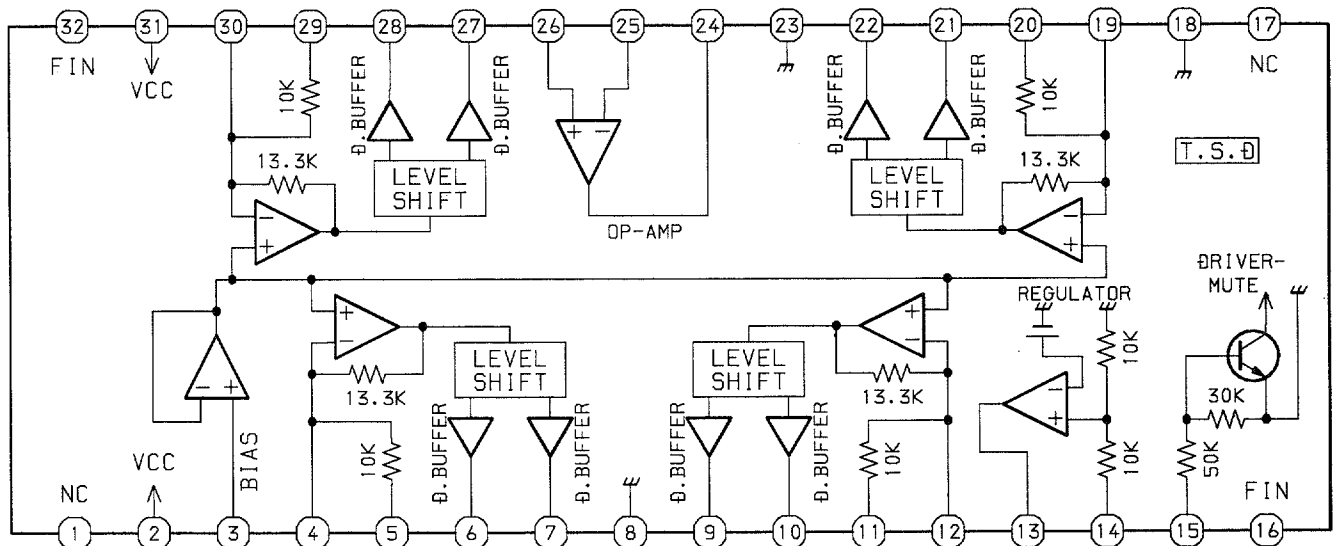 32 31 30 29 28 27 26 25 24 23 22 21 20 19 18 17
FIN
VCC
10K
D.BUFFER
D.BUFFER
D.BUFFER
D.BUFFER
10K
NC
13.3K
LEVEL
SHIFT
OP-AMP
LEVEL
SHIFT
13.3K
T.S.D
+ −
−
+
−
+
DRIVER-
MUTE
REGULATOR
+
−
LEVEL
SHIFT
LEVEL
SHIFT
+
−
10K
− +
13.3K
13.3K
−
+
30K
NC
VCC
BIAS
10K
D.BUFFER
D.BUFFER
D.BUFFER
D.BUFFER
10K
10K
50K
FIN
1 2 3 4 5 6 7 8 9 10 11 12 13 14 15 16